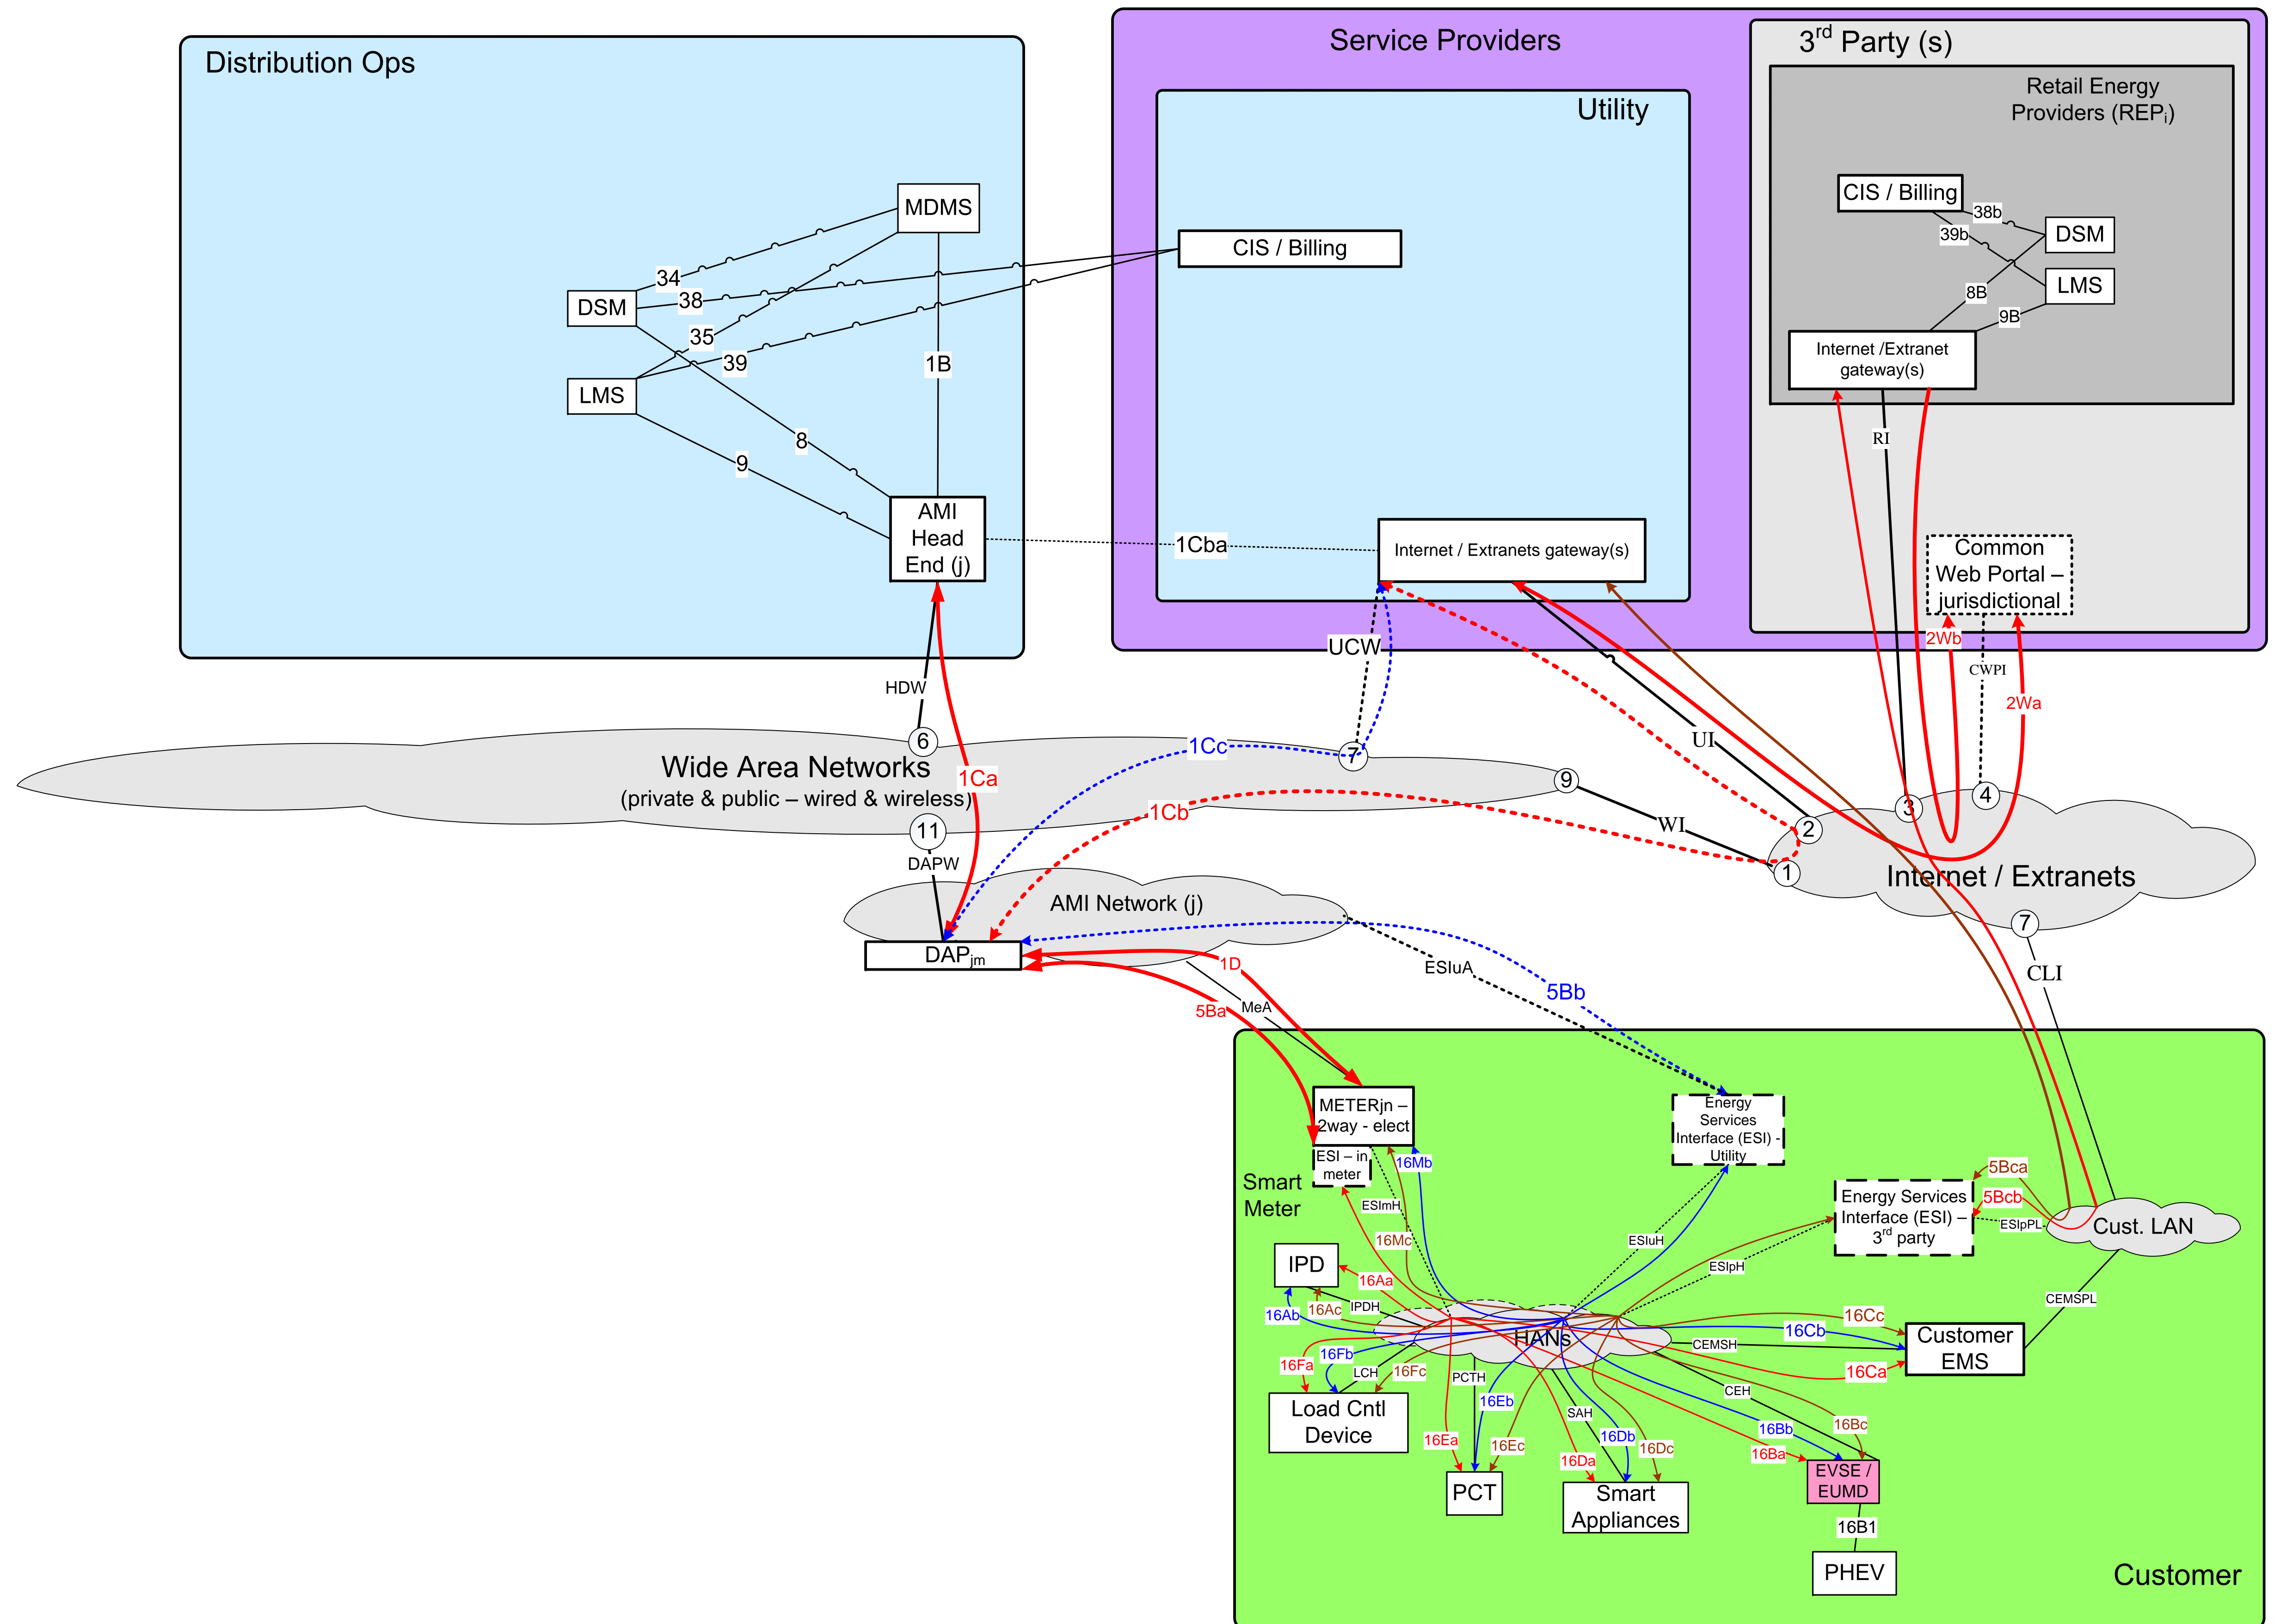 Distribution Ops
Service Providers
3rd Party (s)
Retail Energy
Providers (REPi)
Utility
MDMS
CIS / Billing
CIS / Billing
38b
39b
DSM
LMS
8B
9B
Internet /Extranet
gateway(s)
34
DSM
38
35
39
1B
LMS
8
9
RI
AMI
Head
End (j)
1Cba
Internet / Extranets gateway(s)
Common
Web Portal –
jurisdictional
2Wb
CWPI
2Wa
UCW
HDW
6
1Cc
7
UI
Wide Area Networks
(private & public – wired & wireless)
1Ca
9
1Cb
WI
3
4
2
1
Internet / Extranets
11
DAPW
AMI Network (j)
7
DAPjm
1D
ESIuA
CLI
5Ba
MeA
5Bb
METERjn –
2way - elect
ESI – in
meter
16Mb
Energy
Services
Interface (ESI) -
Utility
Smart
Meter
ESImH
16Mc
ESIuH
Energy Services
Interface (ESI) –
3rd party
5Bca
5Bcb
ESIpPL
Cust. LAN
ESIpH
IPD
16Aa
IPDH
16Ab
16Ac
HANs
CEMSPL
16Cc
16Cb
CEMSH
16Ca
Customer
EMS
16Fa
16Fb
LCH
16Fc
PCTH
16Eb
CEH
SAH
Load Cntl
Device
16Ea
16Ec
16Db
16Dc
16Da
16Bc
16Bb
16Ba
PCT
Smart
Appliances
EVSE /
EUMD
16B1
PHEV
Customer